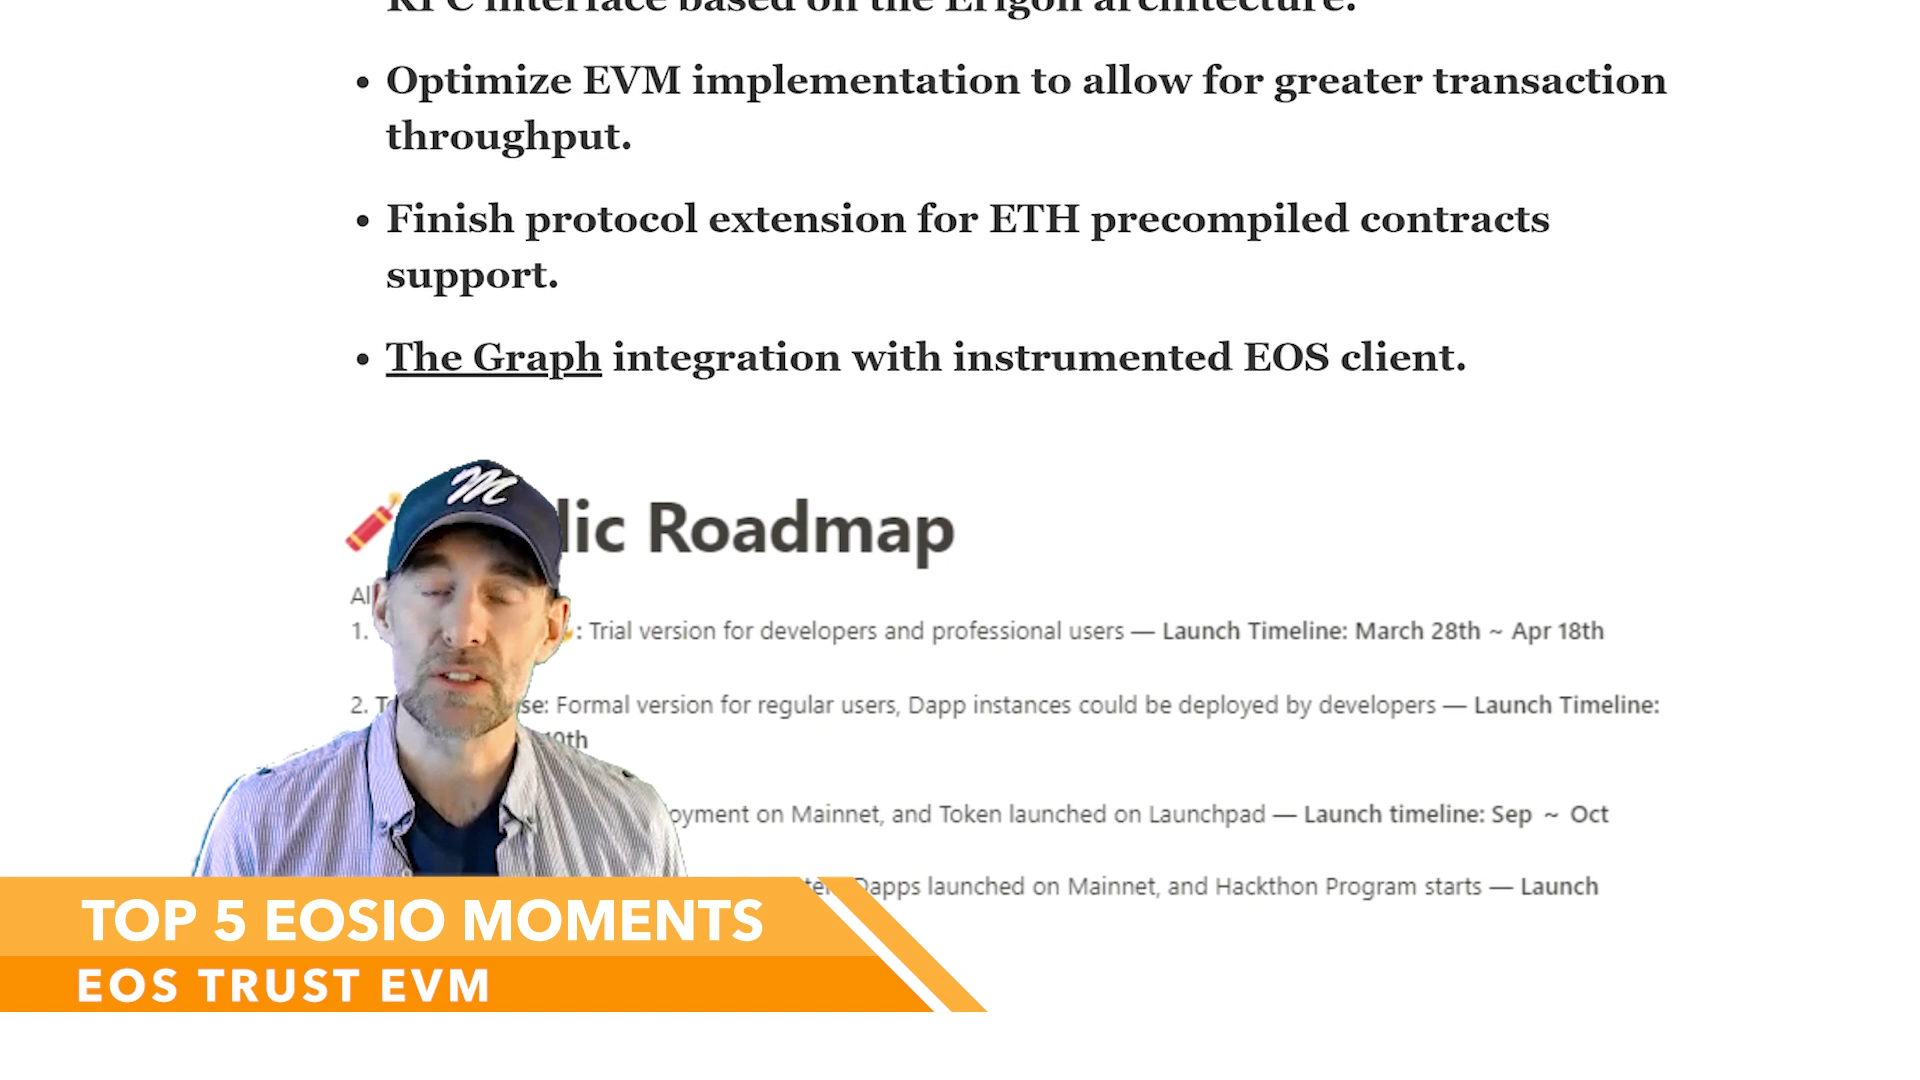 interface based on the Erigon architecture.
• Optimize EVM implementation to allow for greater transaction
throughput.
• Finish protocol extension for ETH precompiled contracts
support.
• The Graph integration with instrumented EOS client.
lic Roadmap
Al
1. : Trial version for developers and professional users — Launch Timeline: March 28th ~ Apr 18th
2. T se: Formal version for regular users, Dapp instances could be deployed by developers — Launch Timeline:
oyment on Mainnet, and Token launched on Launchpad — Launch timeline: Sep ~ Oct
Dapps launched on Mainnet, and Hackthon Program starts — Launch
M
TOP 5 EOSIO MOMENTS
EOS TRUST EVM